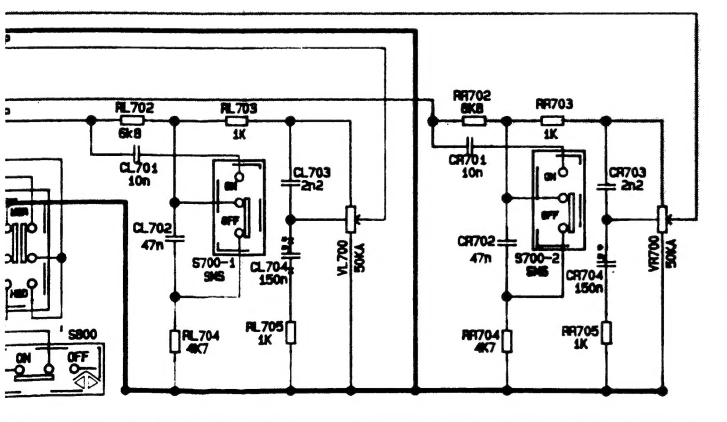 RL702
6k8
RL703
1K
CL701
10n
CL703
2n2
ON
OFF
CL702
47n
S700-1
SMS
CL704
150n
VL700
50KA
RL704
4K7
RL705
1K
RR702
6K8
RR703
1K
CR701
10n
CR703
2n2
ON
OFF
CR702
47n
S700-2
SMS
CR704
150n
VR700
50KA
RR704
4K7
RR705
1K
S800
ON
OFF